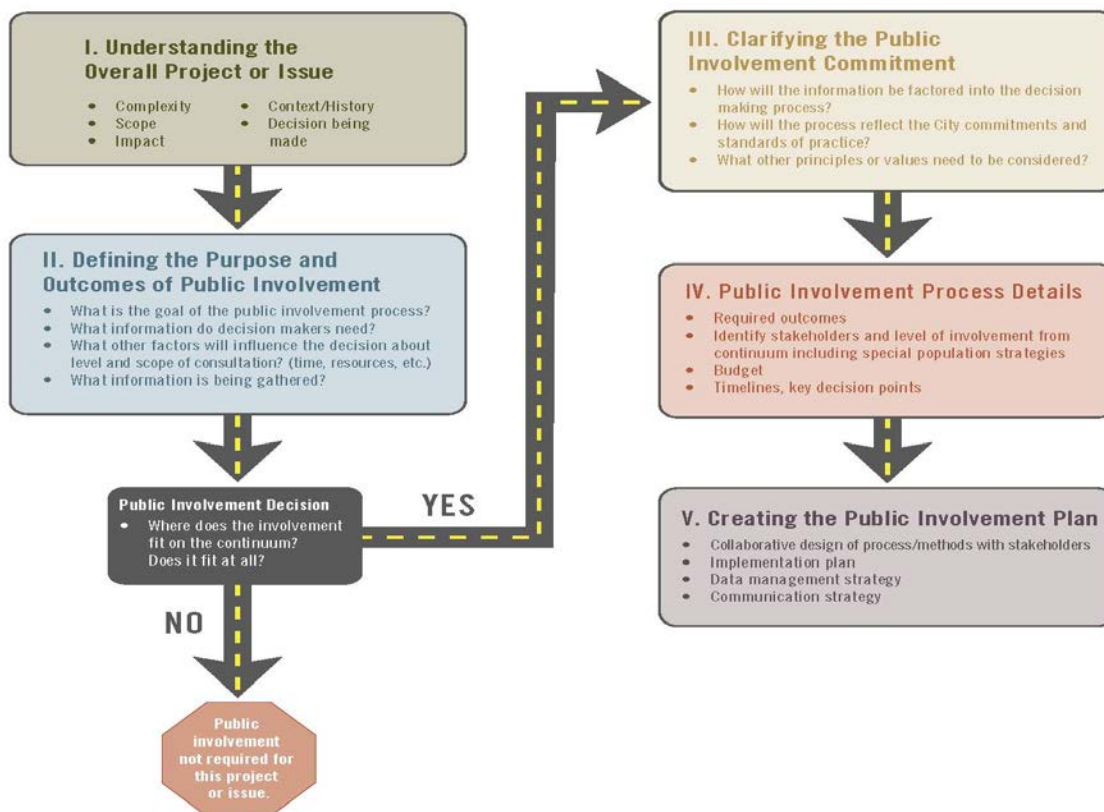 I. Understanding the
Overall Project or Issue
• Complexity
• Scope
• Impact
• Context/History
• Decision being
made
II. Defining the Purpose and
Outcomes of Public Involvement
• What is the goal of the public involvement process?
• What information do decision makers need?
• What other factors will influence the decision about
level and scope of consultation? (time, resources, etc.)
• What information is being gathered?
Public Involvement Decision
• Where does the involvement
fit on the continuum?
Does it fit at all?
YES
NO
Public
involvement
not required for
this project
or issue.
III. Clarifying the Public
Involvement Commitment
• How will the information be factored into the decision
making process?
• How will the process reflect the City commitments and
standards of practice?
• What other principles or values need to be considered?
IV. Public Involvement Process Details
• Required outcomes
• Identify stakeholders and level of involvement from
continuum including special population strategies
• Budget
• Timelines, key decision points
V. Creating the Public Involvement Plan
• Collaborative design of process/methods with stakeholders
• Implementation plan
• Data management strategy
• Communication strategy